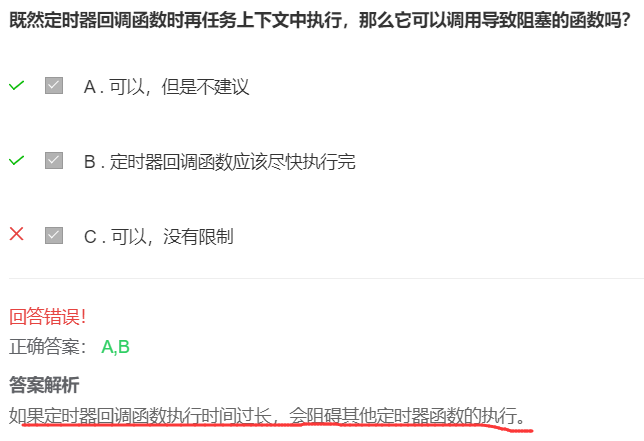 既然定时器回调函数时再任务上下文中执行，那么它可以调用导致阻塞的函数吗？
A . 可以，但是不建议
B . 定时器回调函数应该尽快执行完
C . 可以，没有限制
回答错误！
正确答案： A,B
答案解析
如果定时器回调函数执行时间过长，会阻碍其他定时器函数的执行。